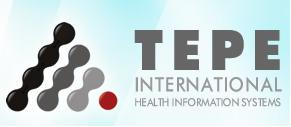 TEPE
INTERNATIONAL
HEALTH INFORMATION SYSTEMS